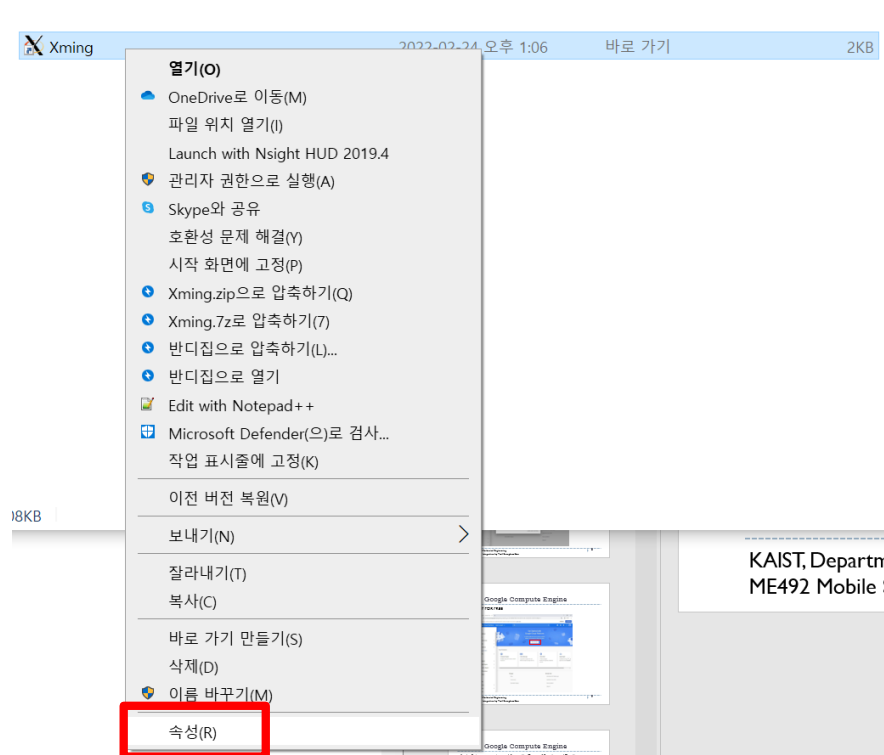 Xming 2022-02-24 오후 1:06 바로 가기 2KB
열기(O)
OneDrive로 이동(M)
파일 위치 열기(I)
Launch with Nsight HUD 2019.4
관리자 권한으로 실행(A)
Skype와 공유
호환성 문제 해결(Y)
시작 화면에 고정(P)
Xming.zip으로 압축하기(Q)
Xming.7z로 압축하기(7)
반디집으로 압축하기(L)...
반디집으로 열기
Edit with Notepad++
Microsoft Defender(으)로 검사...
작업 표시줄에 고정(K)
이전 버전 복원(V)
보내기(N)
잘라내기(T)
복사(C)
바로 가기 만들기(S)
삭제(D)
이름 바꾸기(M)
속성(R)
8KB
KAIST, Departm
ME492 Mobile
Google Compute Engine
Google Compute Engine